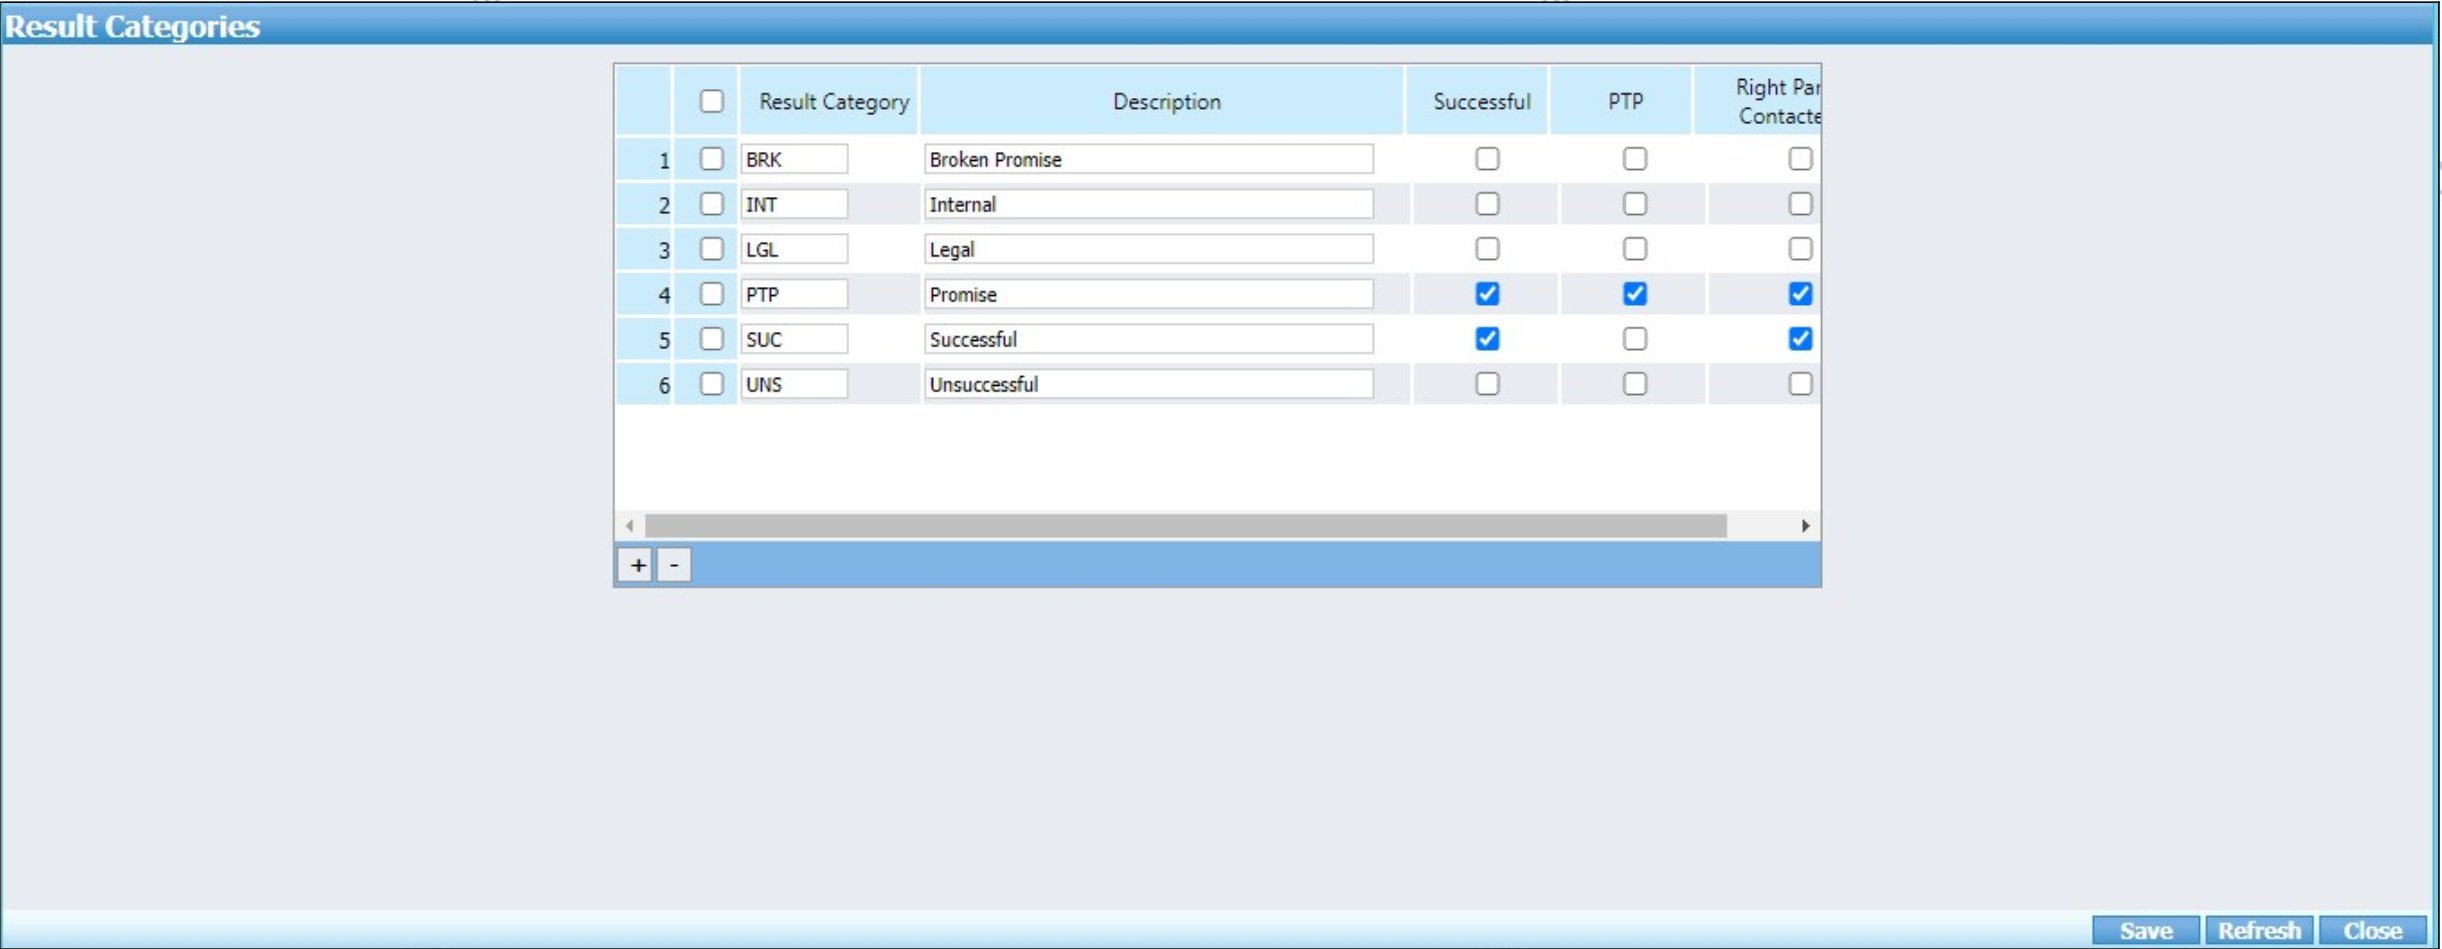 Result Categories
Result Category Description Successful PTP Right Par
Contacte
1 BRK Broken Promise
2 INT Internal
3 LGL Legal
4 PTP Promise
5 SUC Successful
6 UNS Unsuccessful
+ -
Save Refresh Close